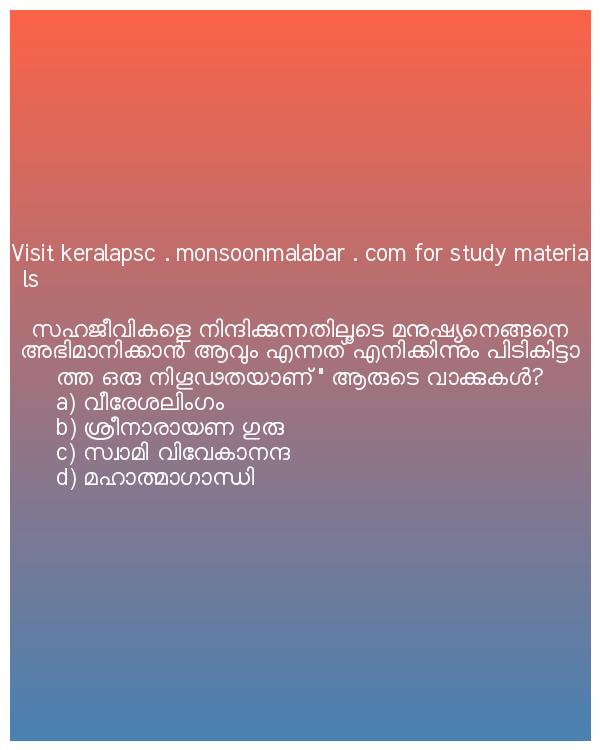 Visit keralapsc . monsoonmalabar . com for study materia
ls
സഹജീവികളെ നിന്ദിക്കുന്നതിലൂടെ മനുഷ്യനെങ്ങനെ
അഭിമാനിക്കാൻ ആവും എന്നത് എനിക്കിന്നും പിടികിട്ടാ
ത്ത ഒരു നിഗൂഢതയാണ്" ആരുടെ വാക്കുകൾ?
a) വീരേശലിംഗം
b) ശ്രീനാരായണ ഗുരു
c) സ്വാമി വിവേകാനന്ദ
d) മഹാത്മാഗാന്ധി